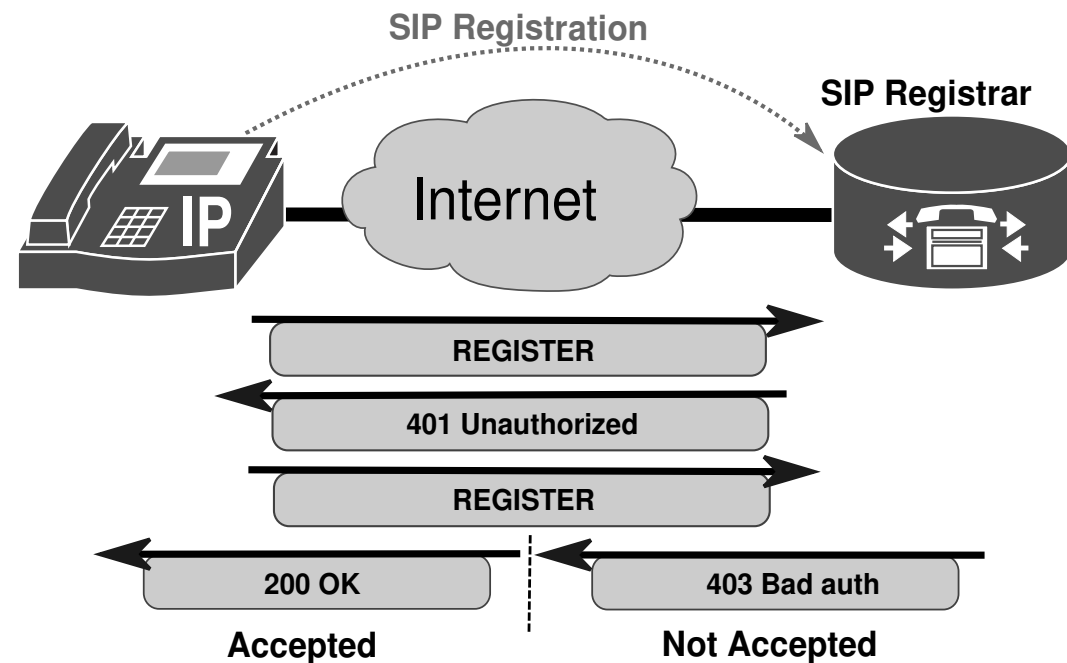 SIP Registration
SIP Registrar
IP
Internet
REGISTER
401 Unauthorized
REGISTER
200 OK
403 Bad auth
Accepted
Not Accepted